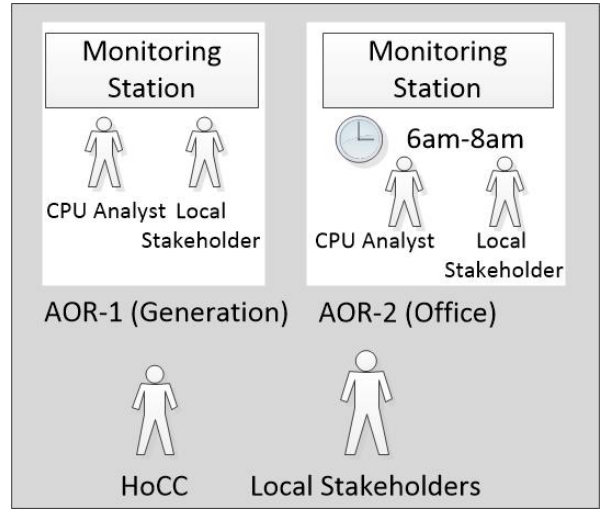 Monitoring
Station
CPU Analyst
Local
Stakeholder
AOR-1 (Generation)
Monitoring
Station
6am-8am
CPU Analyst
Local
Stakeholder
AOR-2 (Office)
HoCC
Local Stakeholders